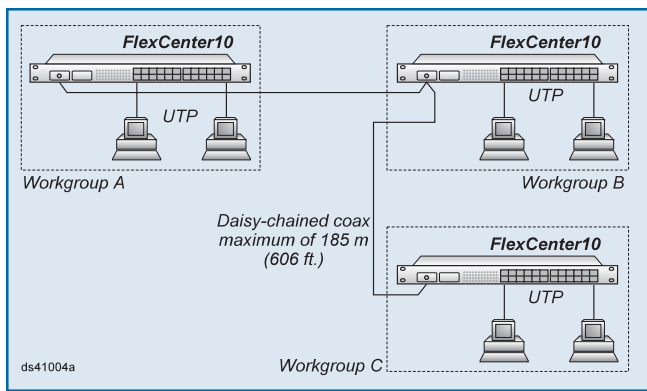 FlexCenter10
UTP
Workgroup A
FlexCenter10
UTP
Workgroup B
Daisy-chained coax
maximum of 185 m
(606 ft.)
FlexCenter10
UTP
Workgroup C
ds41004a